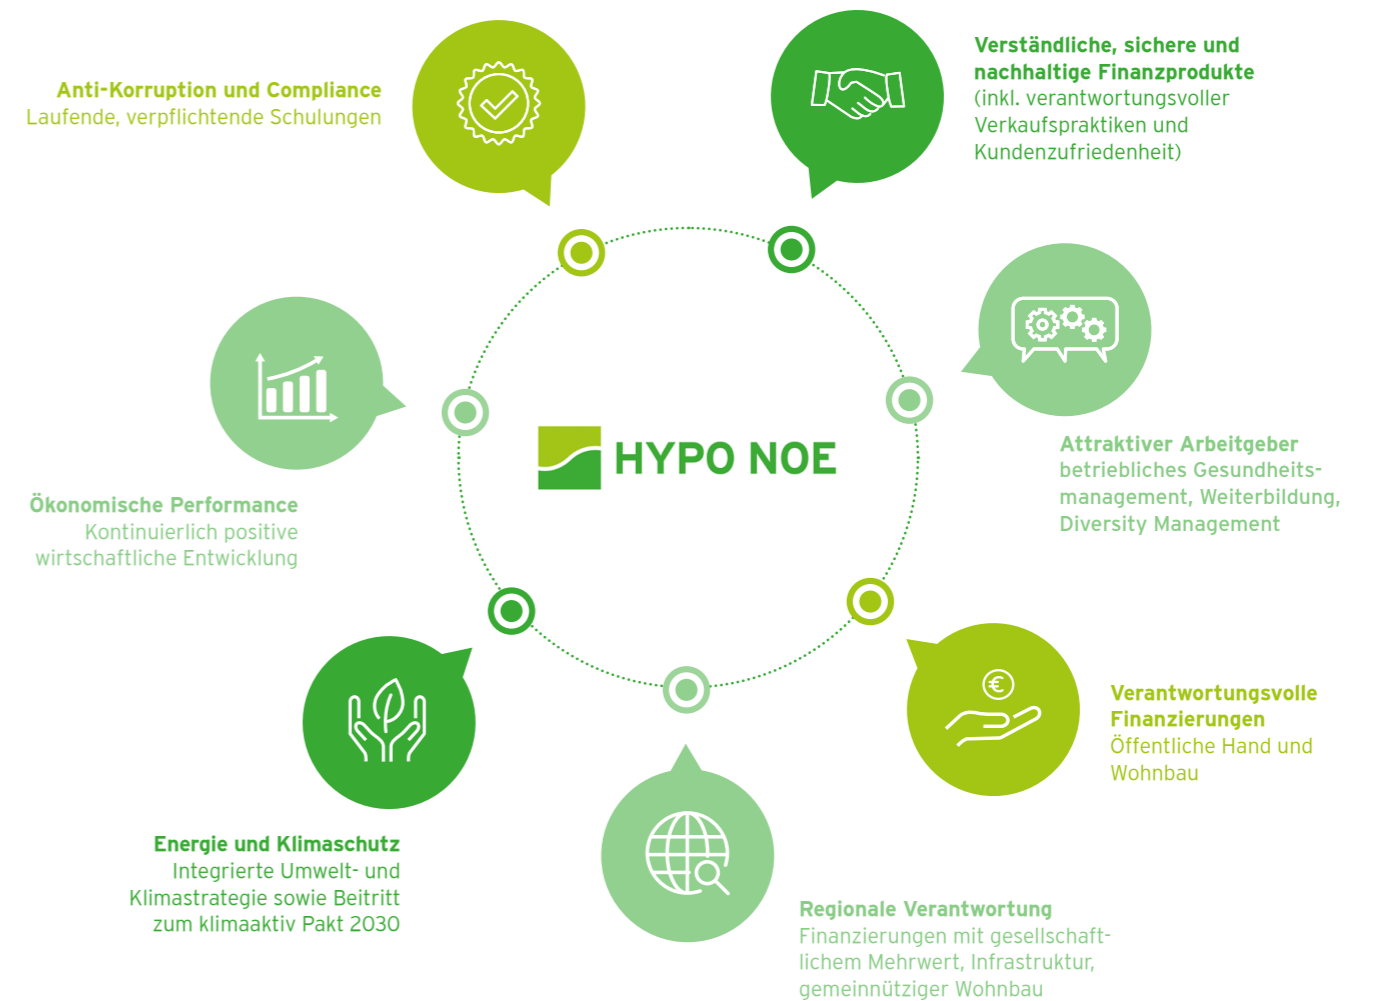 Anti-Korruption und Compliance
Laufende, verpflichtende Schulungen
Verständliche, sichere und
nachhaltige Finanzprodukte
(inkl. verantwortungsvoller
Verkaufspraktiken und
Kundenzufriedenheit)
Attraktiver Arbeitgeber
betriebliches Gesundheits-
management, Weiterbildung,
Diversity Management
HYPO NOE
Ökonomische Performance
Kontinuierlich positive
wirtschaftliche Entwicklung
€
Verantwortungsvolle
Finanzierungen
Öffentliche Hand und
Wohnbau
Energie und Klimaschutz
Integrierte Umwelt- und
Klimastrategie sowie Beitritt
zum klimaaktiv Pakt 2030
Regionale Verantwortung
Finanzierungen mit gesellschaft-
lichem Mehrwert, Infrastruktur,
gemeinnütziger Wohnbau